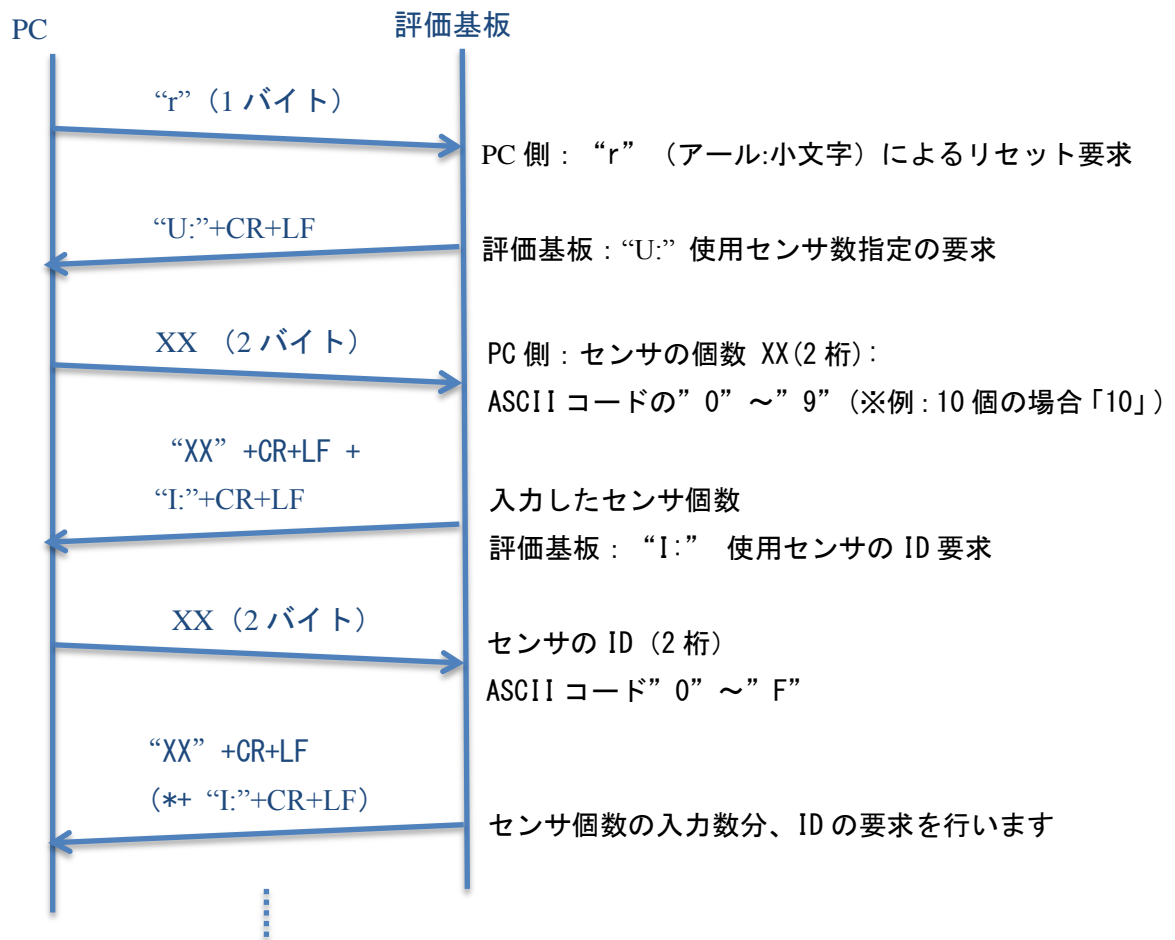 PC
評価基板
“r”（1 バイト）
PC 側： “r” （アール:小文字）によるリセット要求
“U:”+CR+LF
評価基板：“U:” 使用センサ数指定の要求
XX （2 バイト）
PC 側：センサの個数 XX(2 桁)：
ASCII コードの”0”～”9”（※例：10 個の場合「10」）
“XX” +CR+LF +
“I:”+CR+LF
入力したセンサ個数
評価基板： “I:” 使用センサの ID 要求
XX（2 バイト）
センサの ID（2 桁）
ASCII コード”0”～”F”
“XX” +CR+LF
(*+ “I:”+CR+LF)
センサ個数の入力数分、ID の要求を行います